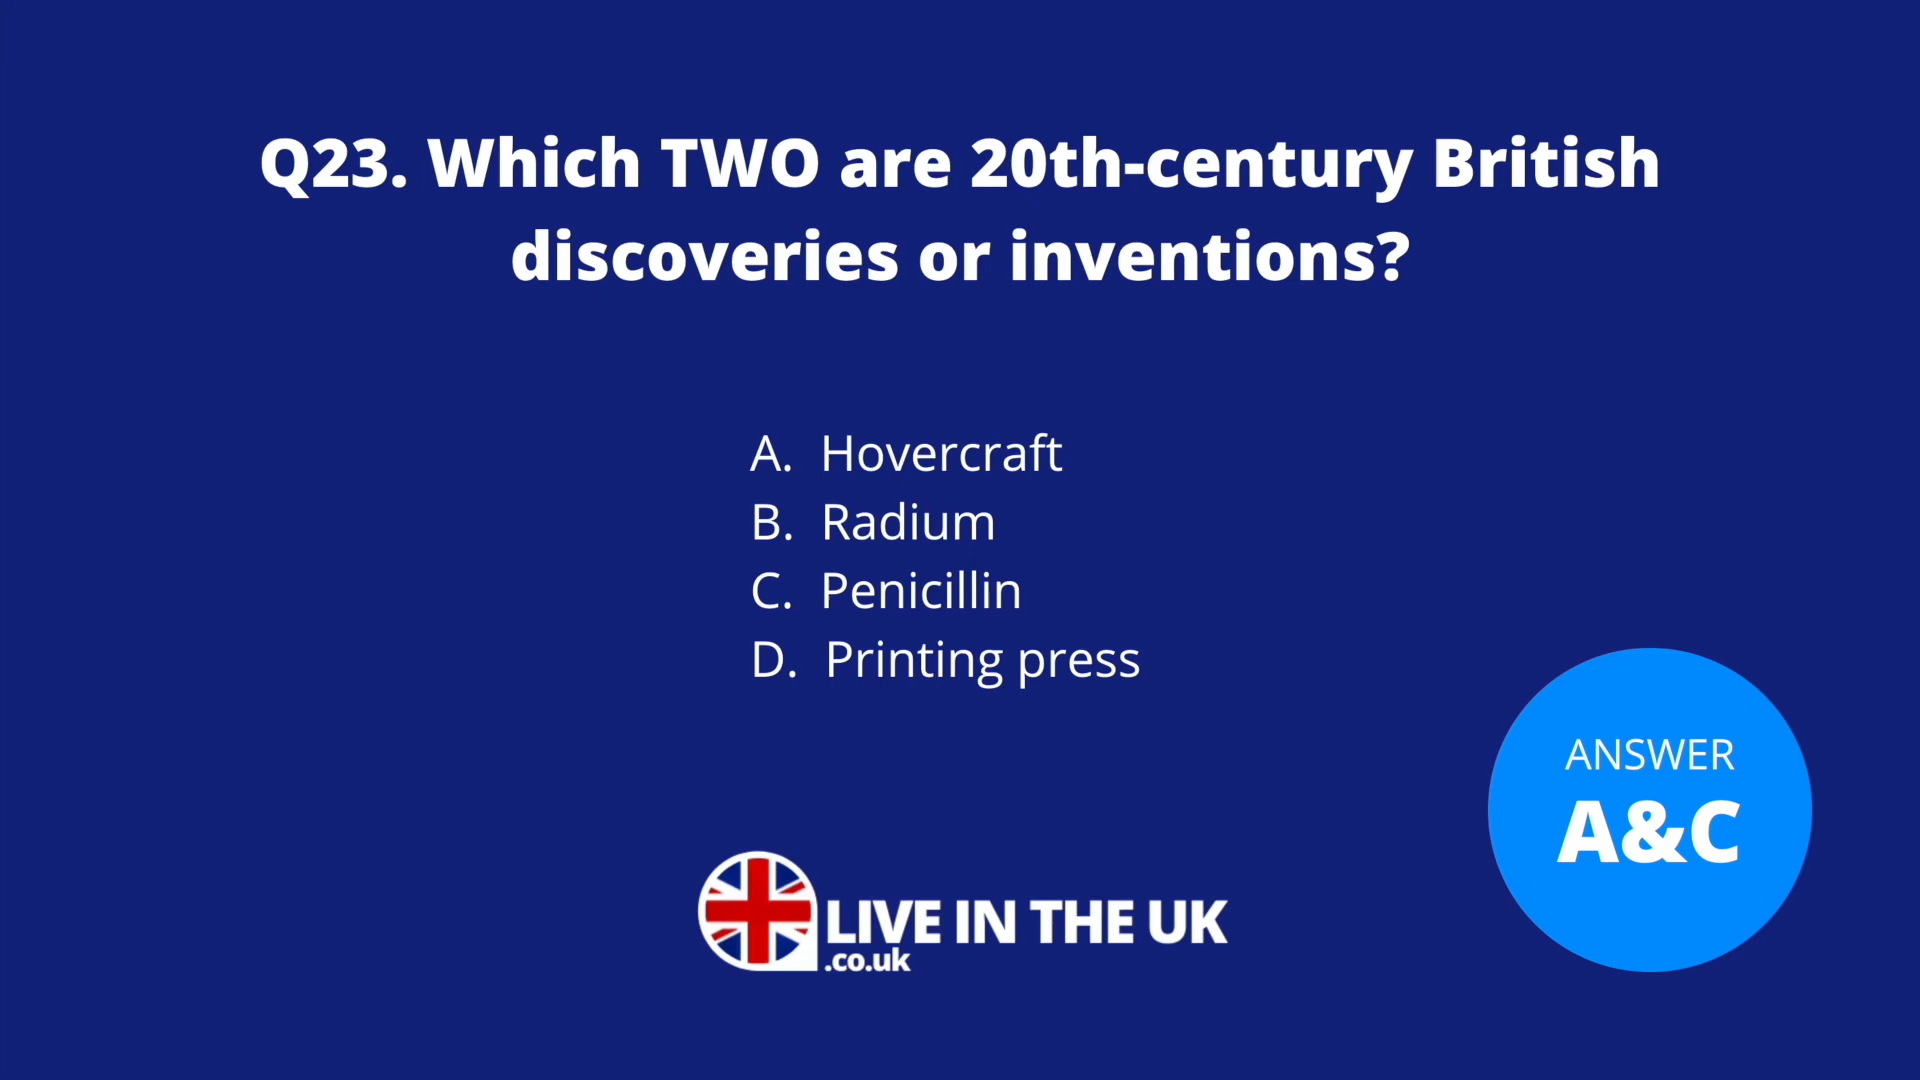 Q23. Which TWO are 20th-century British
discoveries or inventions?
A. Hovercraft
B. Radium
C. Penicillin
D. Printing press
ANSWER
A&C
LIVE IN THE UK
.co.uk